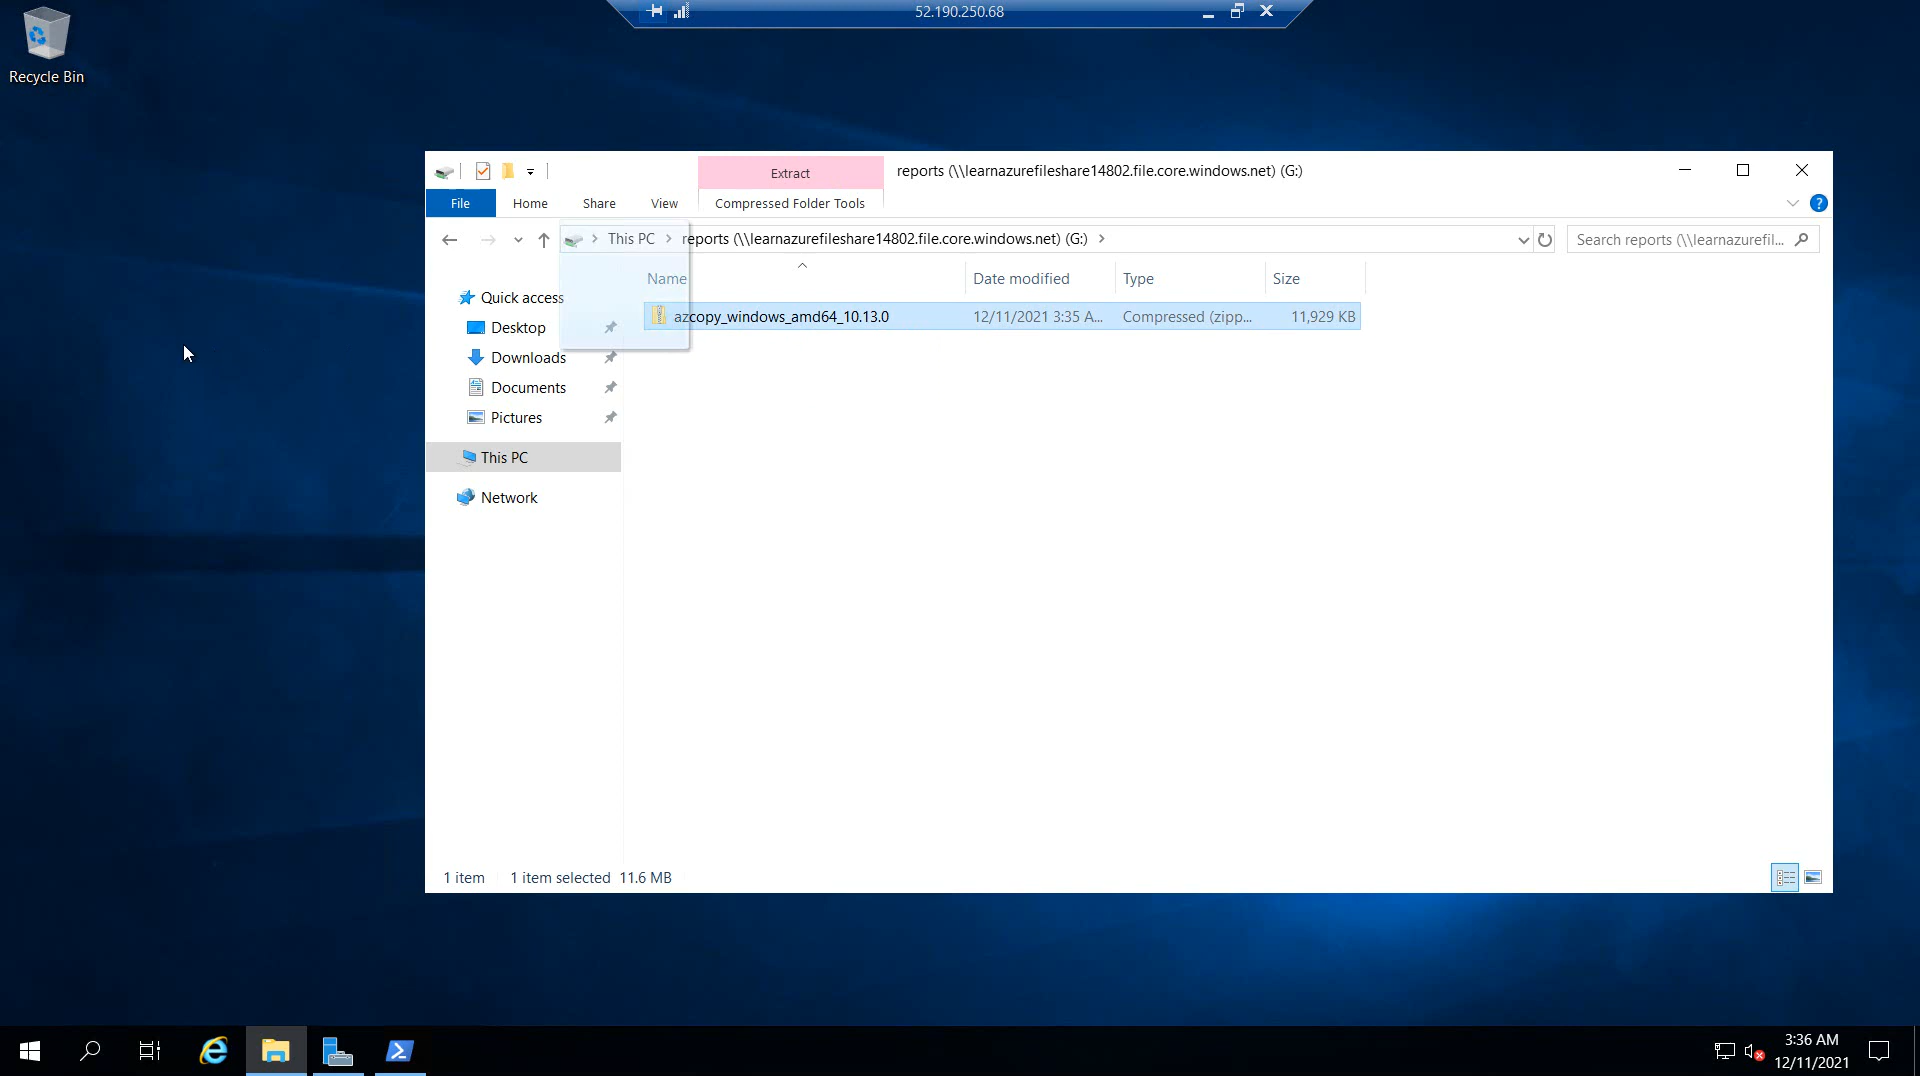 52.190.250.68
Recycle Bin
Extract
reports (\\learnazurefileshare14802.file.core.windows.net) (G:)
File
Home
Share
View
Compressed Folder Tools
This PC
reports (\\learnazurefileshare14802.file.core.windows.net) (G:)
Search reports (\\learnazurefil...
Name
Date modified
Type
Size
Quick access
azcopy_windows_amd64_10.13.0
12/11/2021 3:35 A...
Compressed (zipp...
11,929 KB
Desktop
Downloads
Documents
Pictures
This PC
Network
1 item
1 item selected 11.6 MB
3:36 AM
12/11/2021